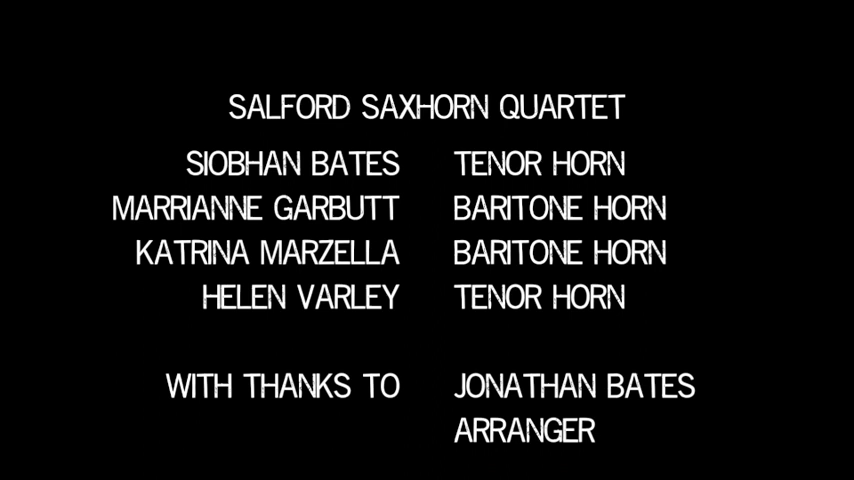 SALFORD SAXHORN QUARTET
SIOBHAN BATES TENOR HORN
MARRIANNE GARBUTT BARITONE HORN
KATRINA MARZELLA BARITONE HORN
HELEN VARLEY TENOR HORN
WITH THANKS TO JONATHAN BATES
ARRANGER